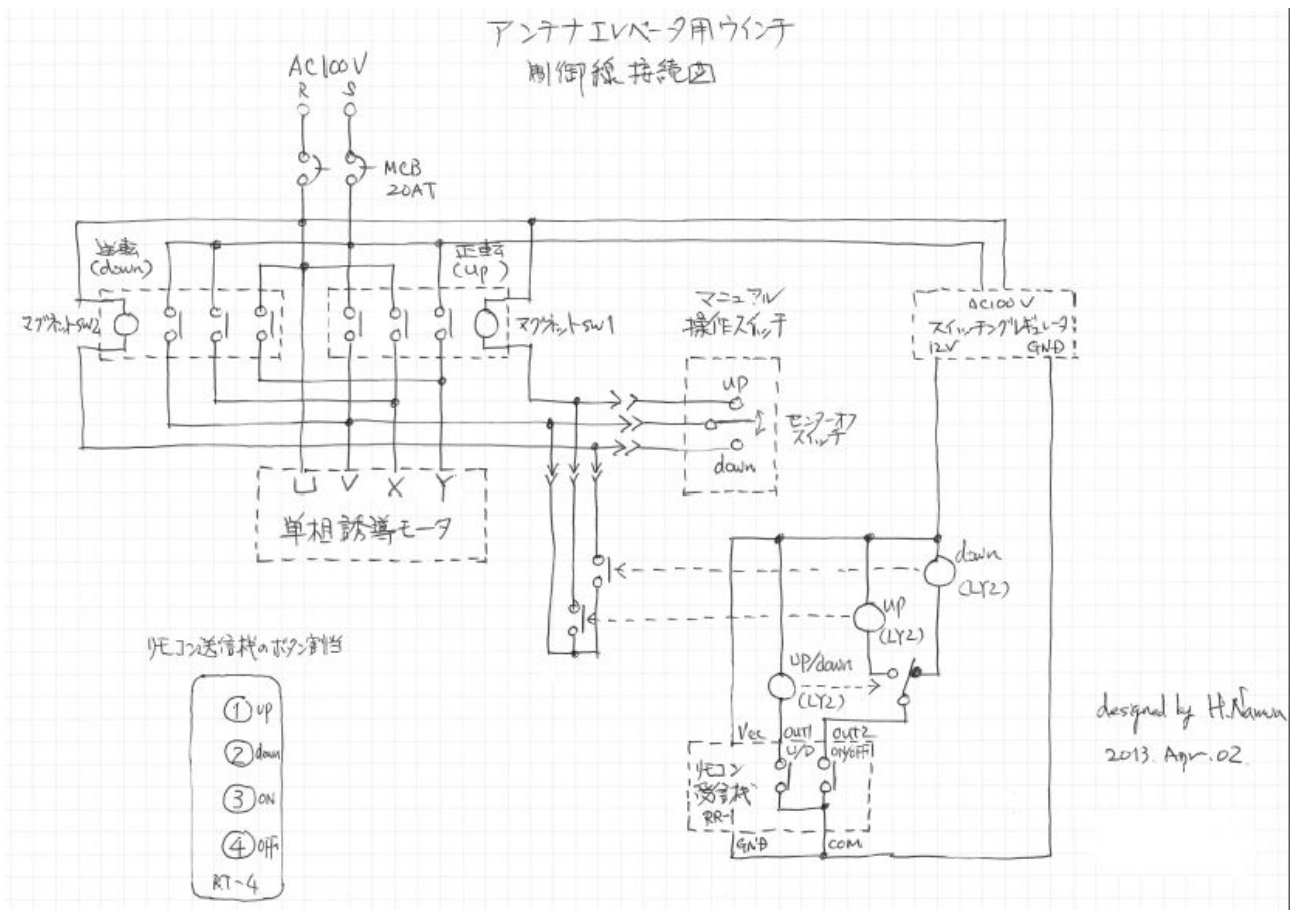 アンテナエレベータ用ウインチ
制御線接続図
AC100V
R S
MCB
20AT
逆転
(down)
正転
(up)
マグネットSW2
マグネットSW1
マニュアル
操作スイッチ
up
down
センターオフ
スイッチ
AC100V
スイッチングレギュレータ
12V GND
U V X Y
単相誘導モータ
down
(LY2)
up
(LY2)
up/down
(LY2)
Vcc OUT1 OUT2
U/D ON/OFF
リモコン
受信機
RR-1
GND COM
リモコン送信機のボタン割当
① up
② down
③ ON
④ OFF
RT-4
designed by H.
2013. Apr. 02.